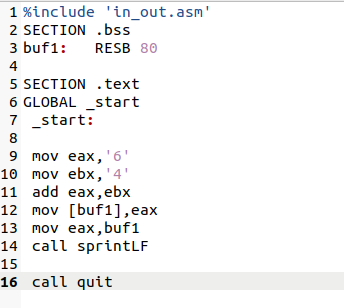 1 %include 'in_out.asm'
2 SECTION .bss
3 buf1:   RESB 80
4
5 SECTION .text
6 GLOBAL _start
7  _start:
8
9  mov eax,'6'
10  mov ebx,'4'
11  add eax,ebx
12  mov [buf1],eax
13  mov eax,buf1
14  call sprintLF
15
16  call quit